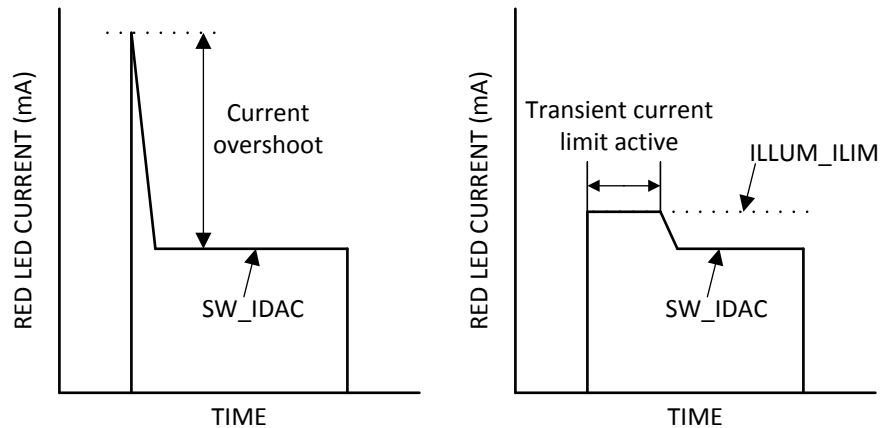 RED LED CURRENT (mA)
Current
overshoot
SW_IDAC
TIME
RED LED CURRENT (mA)
Transient current
limit active
ILLUM_ILIM
SW_IDAC
TIME